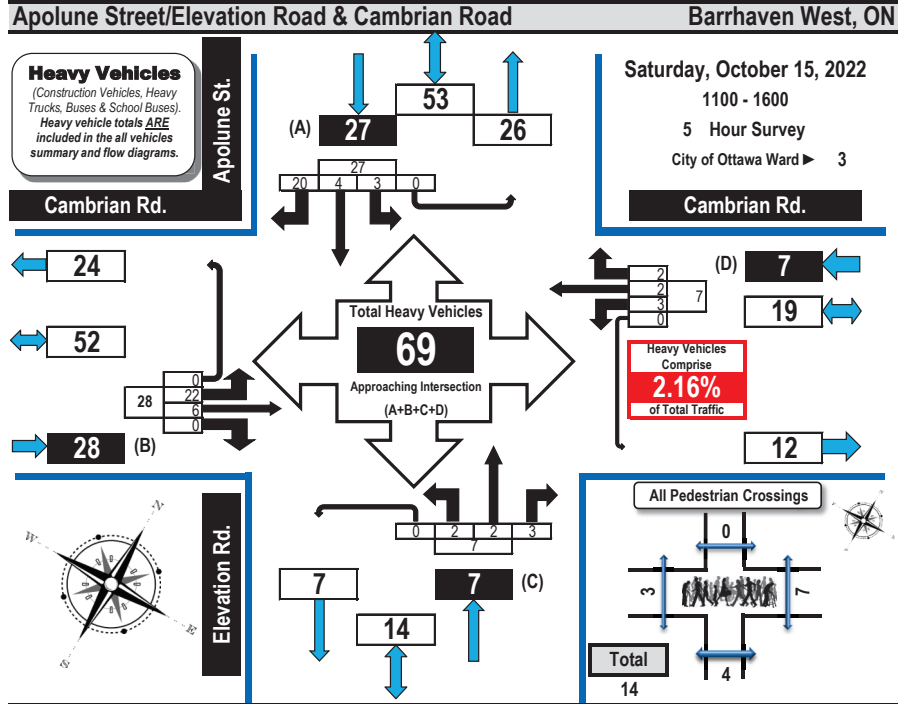 Apolune Street/Elevation Road & Cambrian Road
Barrhaven West, ON
Heavy Vehicles
(Construction Vehicles, Heavy
Trucks, Buses & School Buses).
Heavy vehicle totals ARE
included in the all vehicles
summary and flow diagrams.
Apolune St.
Cambrian Rd.
53
(A)
27
26
27
20 4 3 0
Saturday, October 15, 2022
1100 - 1600
5 Hour Survey
City of Ottawa Ward ► 3
Cambrian Rd.
24
52
0
22
6
0
28
28
(B)
Total Heavy Vehicles
69
Approaching Intersection
(A+B+C+D)
2
2
3
0
7
(D)
7
19
Heavy Vehicles
Comprise
2.16%
of Total Traffic
12
N
W
E
S
Elevation Rd.
0 2 2 3
7
7
7
(C)
14
All Pedestrian Crossings
0
3
7
4
Total
14